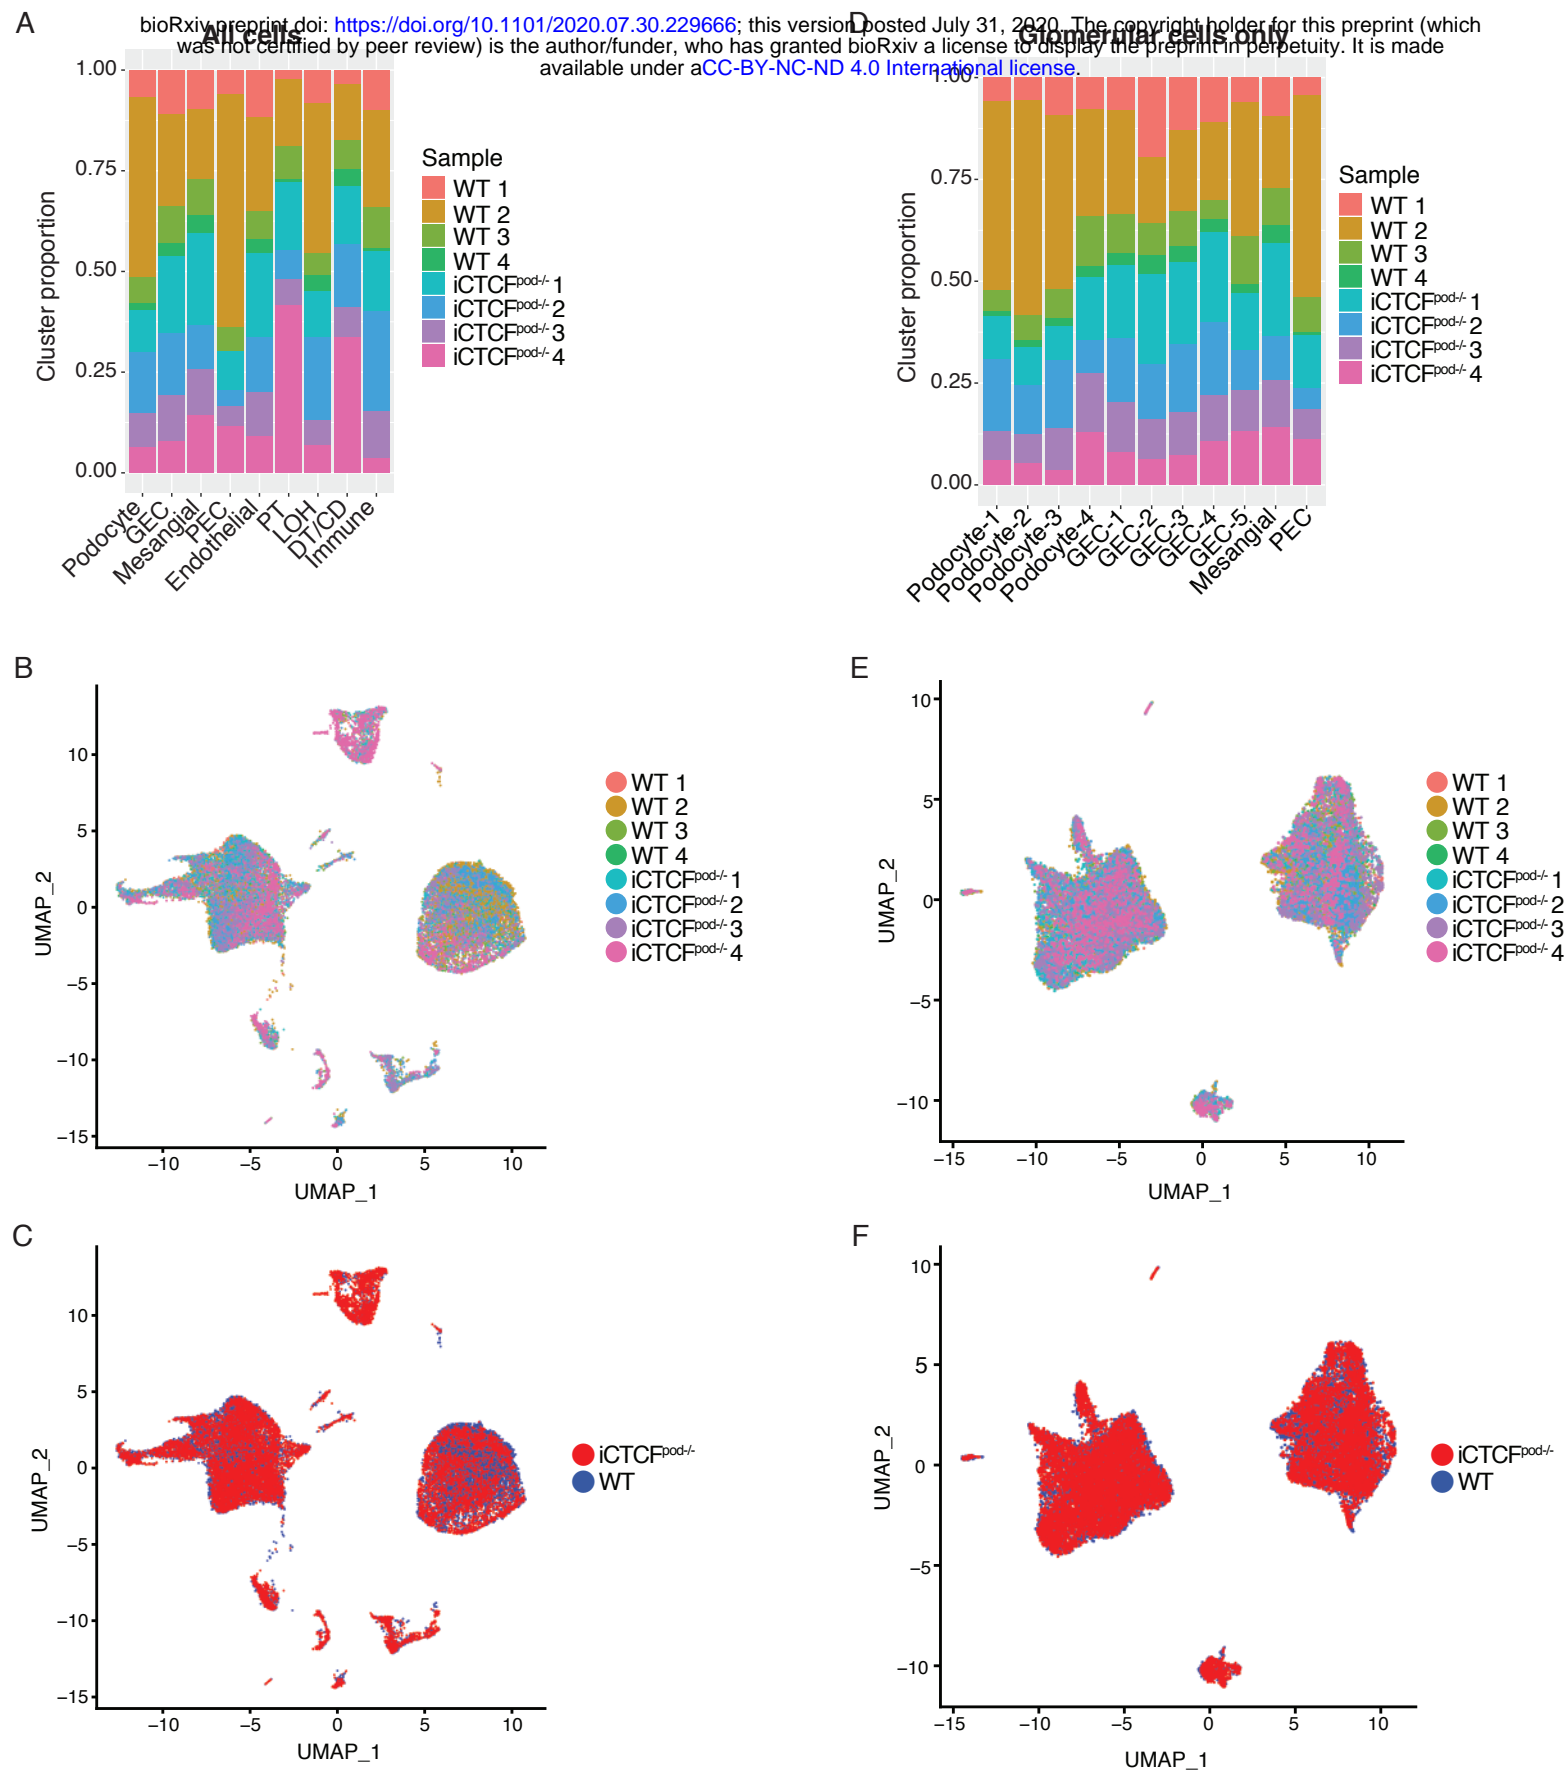 A
bioRxiv preprint doi: https://doi.org/10.1101/2020.07.30.229666; this version posted July 31, 2020. The copyright holder for this preprint (which
was not certified by peer review) is the author/funder, who has granted bioRxiv a license to display the preprint in perpetuity. It is made
available under aCC-BY-NC-ND 4.0 International license.
All cells
1.00
0.75
0.50
0.25
0.00
Cluster proportion
Podocyte
GEC
Mesangial
PEC
Endothelial
PT
LOH
DT/CD
Immune
Sample
WT 1
WT 2
WT 3
WT 4
iCTCFpod-/- 1
iCTCFpod-/- 2
iCTCFpod-/- 3
iCTCFpod-/- 4
D
Glomerular cells only
1.00
0.75
0.50
0.25
0.00
Cluster proportion
Podocyte-1
Podocyte-2
Podocyte-3
Podocyte-4
GEC-1
GEC-2
GEC-3
GEC-4
GEC-5
Mesangial
PEC
Sample
WT 1
WT 2
WT 3
WT 4
iCTCFpod-/- 1
iCTCFpod-/- 2
iCTCFpod-/- 3
iCTCFpod-/- 4
B
10
5
0
−5
−10
−15
UMAP_2
−10 −5 0 5 10
UMAP_1
WT 1
WT 2
WT 3
WT 4
iCTCFpod-/- 1
iCTCFpod-/- 2
iCTCFpod-/- 3
iCTCFpod-/- 4
E
10
5
0
−5
−10
UMAP_2
−15 −10 −5 0 5 10
UMAP_1
WT 1
WT 2
WT 3
WT 4
iCTCFpod-/- 1
iCTCFpod-/- 2
iCTCFpod-/- 3
iCTCFpod-/- 4
C
10
5
0
−5
−10
−15
UMAP_2
−10 −5 0 5 10
UMAP_1
iCTCFpod-/-
WT
F
10
5
0
−5
−10
UMAP_2
−15 −10 −5 0 5 10
UMAP_1
iCTCFpod-/-
WT